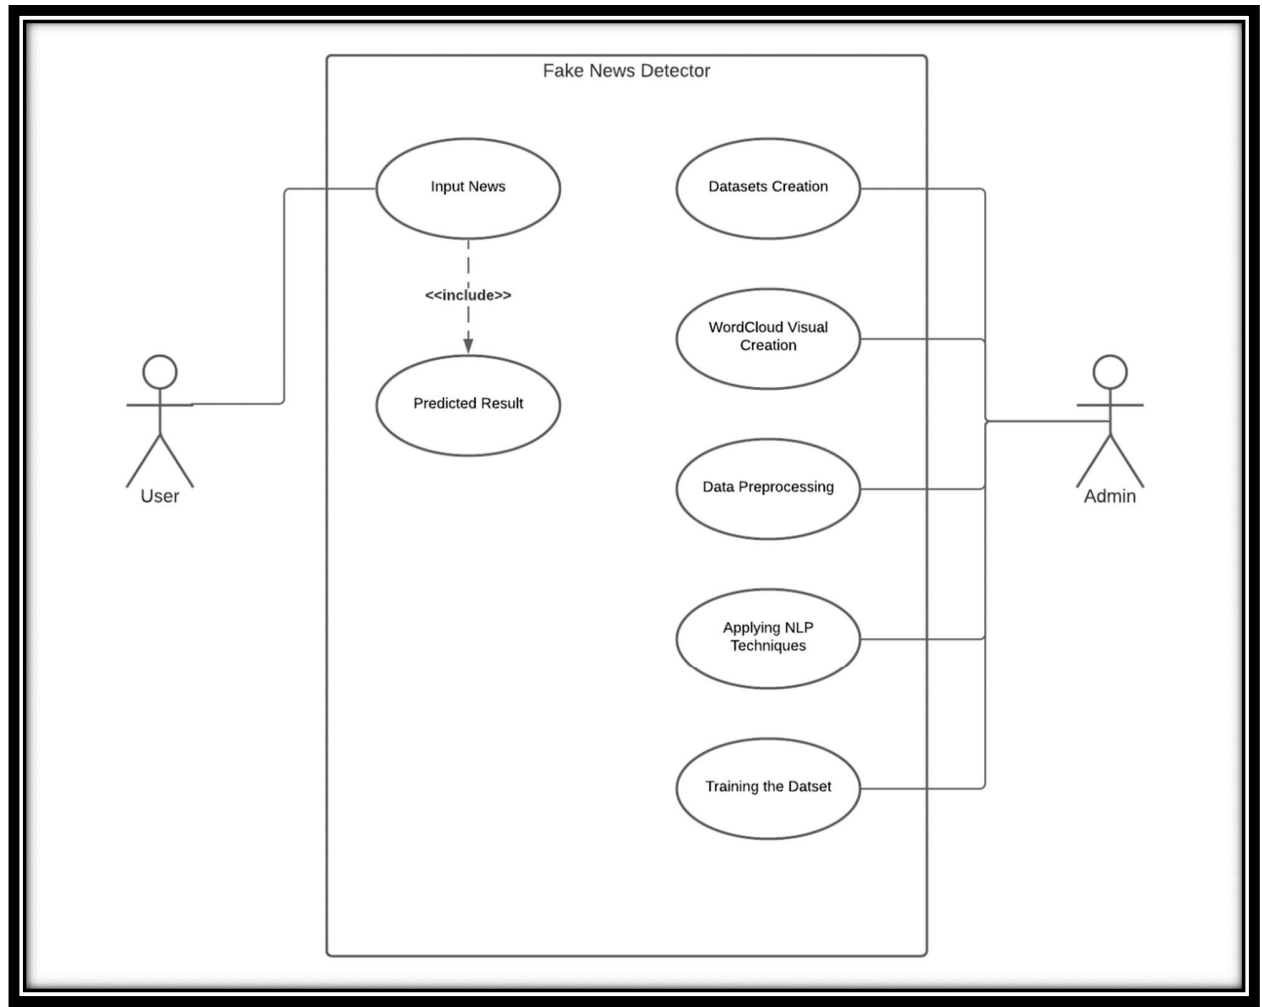 Fake News Detector
Input News
<<include>>
Predicted Result
User
Datasets Creation
WordCloud Visual
Creation
Data Preprocessing
Applying NLP
Techniques
Training the Datset
Admin